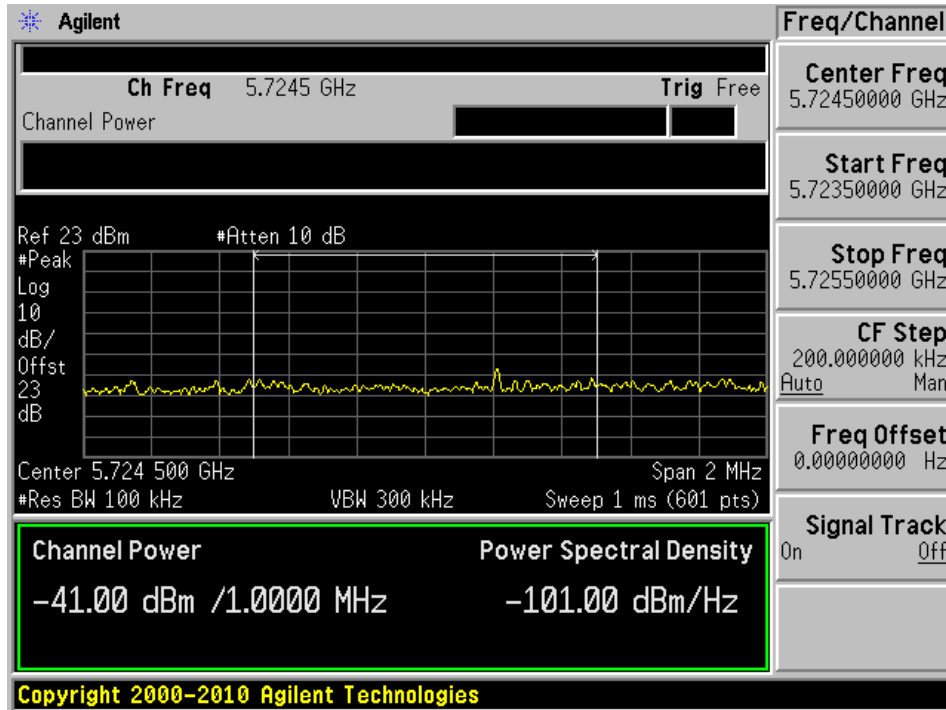 Agilent
Freq/Channel
Ch Freq 5.7245 GHz Trig Free
Channel Power
Center Freq
5.72450000 GHz
Start Freq
5.72350000 GHz
Stop Freq
5.72550000 GHz
CF Step
200.000000 kHz
Auto Man
Freq Offset
0.00000000 Hz
Signal Track
On Off
Ref 23 dBm #Atten 10 dB
#Peak
Log
10
dB/
Offst
23
dB
Center 5.724 500 GHz Span 2 MHz
#Res BW 100 kHz VBW 300 kHz Sweep 1 ms (601 pts)
Channel Power Power Spectral Density
-41.00 dBm /1.0000 MHz -101.00 dBm/Hz
Copyright 2000-2010 Agilent Technologies